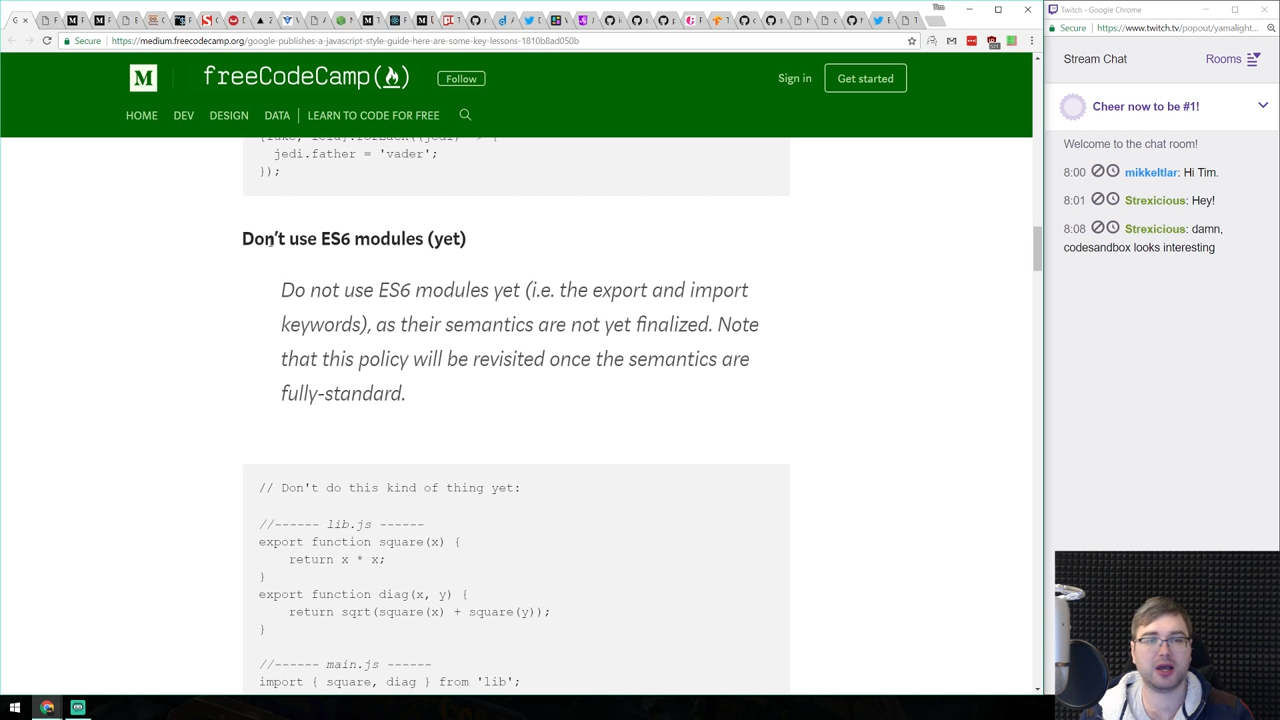 Secure
https://medium.freecodecamp.org/google-publishes-a-javascript-style-guide-here-are-some-key-lessons-1810b8ad050b
M
freeCodeCamp
Follow
Sign in
Get started
HOME
DEV
DESIGN
DATA
LEARN TO CODE FOR FREE
jedi.father = 'vader';
});
Don't use ES6 modules (yet)
Do not use ES6 modules yet (i.e. the export and import
keywords), as their semantics are not yet finalized. Note
that this policy will be revisited once the semantics are
fully-standard.
// Don't do this kind of thing yet:
//------ lib.js ------
export function square(x) {
return x * x;
}
export function diag(x, y) {
return sqrt(square(x) + square(y));
}
//------ main.js ------
import { square, diag } from 'lib';
Twitch - Google Chrome
Secure
https://www.twitch.tv/popout/yamalight...
Stream Chat
Rooms
Cheer now to be #1!
Welcome to the chat room!
8:00 mikkeltlar: Hi Tim.
8:01 Strexicious: Hey!
8:08 Strexicious: damn,
codesandbox looks interesting